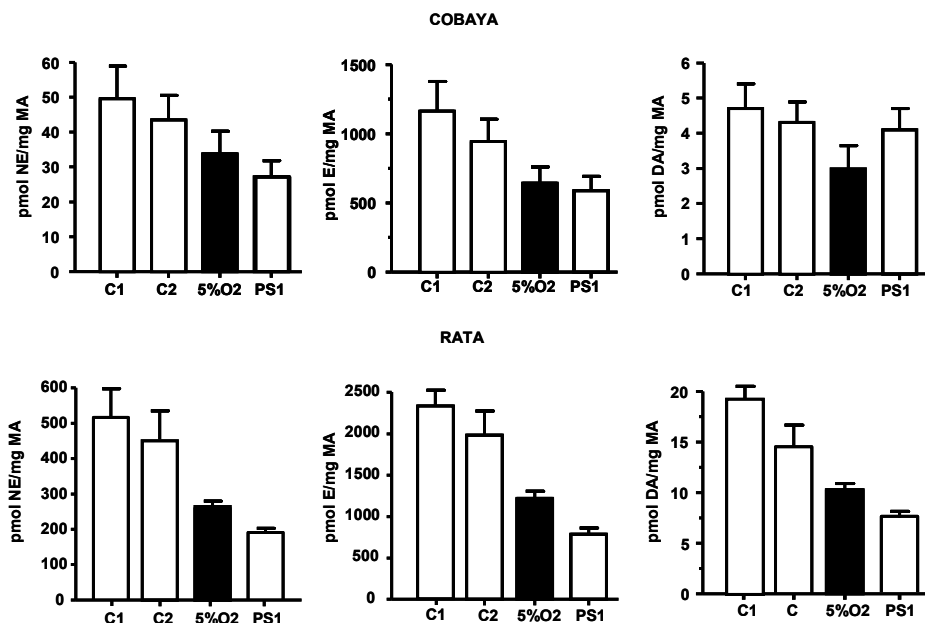 COBAYA
pmol NE/mg MA
60
50
40
30
20
10
0
C1 C2 5%O2 PS1
pmol E/mg MA
1500
1000
500
0
C1 C2 5%O2 PS1
pmol DA/mg MA
6
5
4
3
2
1
0
C1 C2 5%O2 PS1
RATA
pmol NE/mg MA
600
500
400
300
200
100
0
C1 C2 5%O2 PS1
pmol E/mg MA
2500
2000
1500
1000
500
0
C1 C2 5%O2 PS1
pmol DA/mg MA
20
15
10
5
0
C1 C 5%O2 PS1